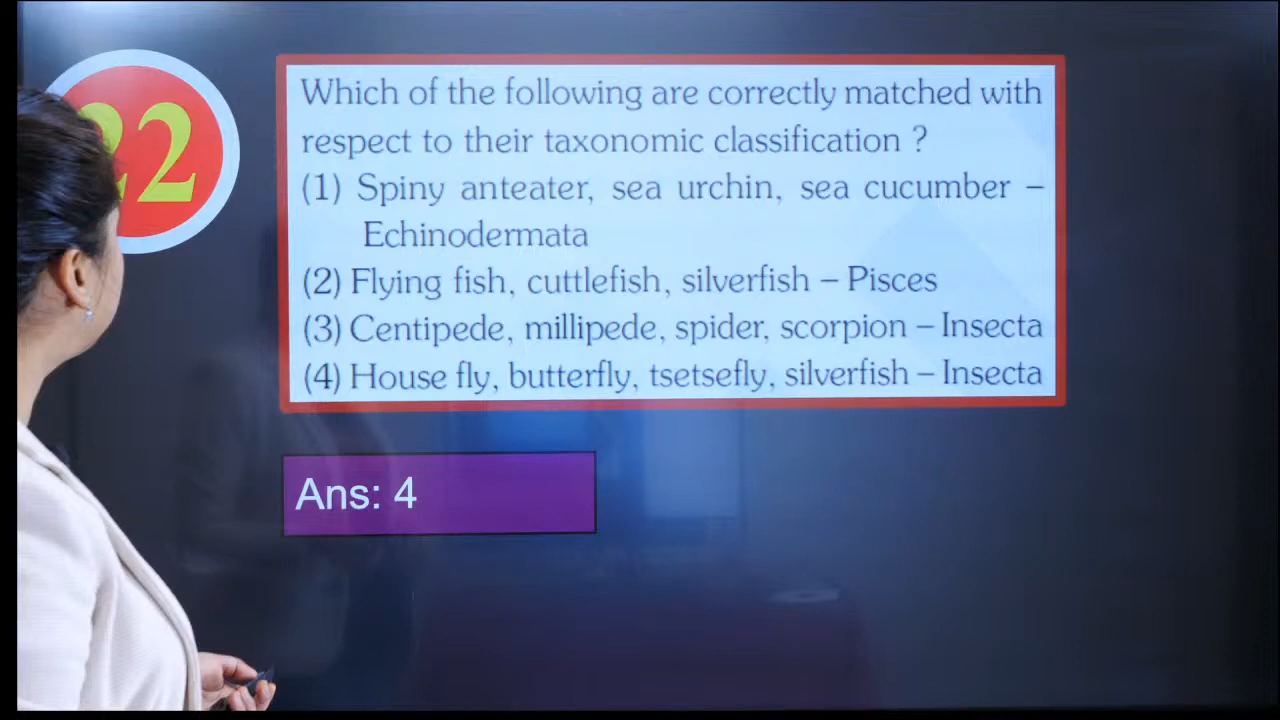 22
Which of the following are correctly matched with
respect to their taxonomic classification ?
(1) Spiny anteater, sea urchin, sea cucumber –
Echinodermata
(2) Flying fish, cuttlefish, silverfish – Pisces
(3) Centipede, millipede, spider, scorpion – Insecta
(4) House fly, butterfly, tsetsefly, silverfish – Insecta
Ans: 4